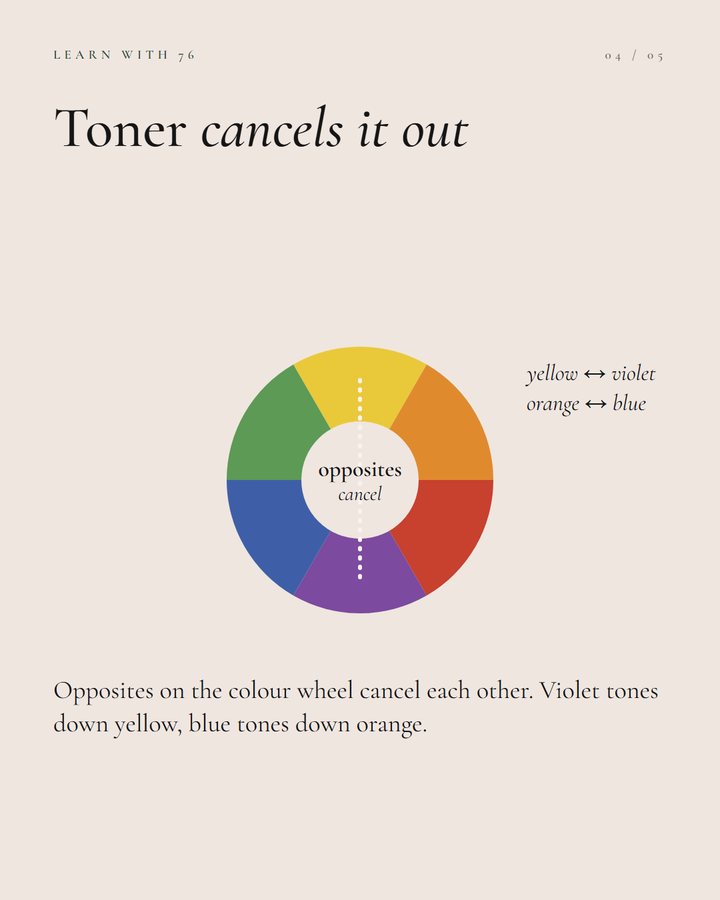 LEARN WITH 76
04 / 05
Toner cancels it out
yellow ↔ violet
orange ↔ blue
opposites
cancel
Opposites on the colour wheel cancel each other. Violet tones
down yellow, blue tones down orange.